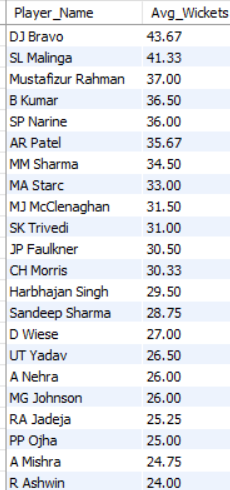 Player_Name Avg_Wickets
DJ Bravo 43.67
SL Malinga 41.33
Mustafizur Rahman 37.00
B Kumar 36.50
SP Narine 36.00
AR Patel 35.67
MM Sharma 34.50
MA Starc 33.00
MJ McClenaghan 31.50
SK Trivedi 31.00
JP Faulkner 30.50
CH Morris 30.33
Harbhajan Singh 29.50
Sandeep Sharma 28.75
D Wiese 27.00
UT Yadav 26.50
A Nehra 26.00
MG Johnson 26.00
RA Jadeja 25.25
PP Ojha 25.00
A Mishra 24.75
R Ashwin 24.00